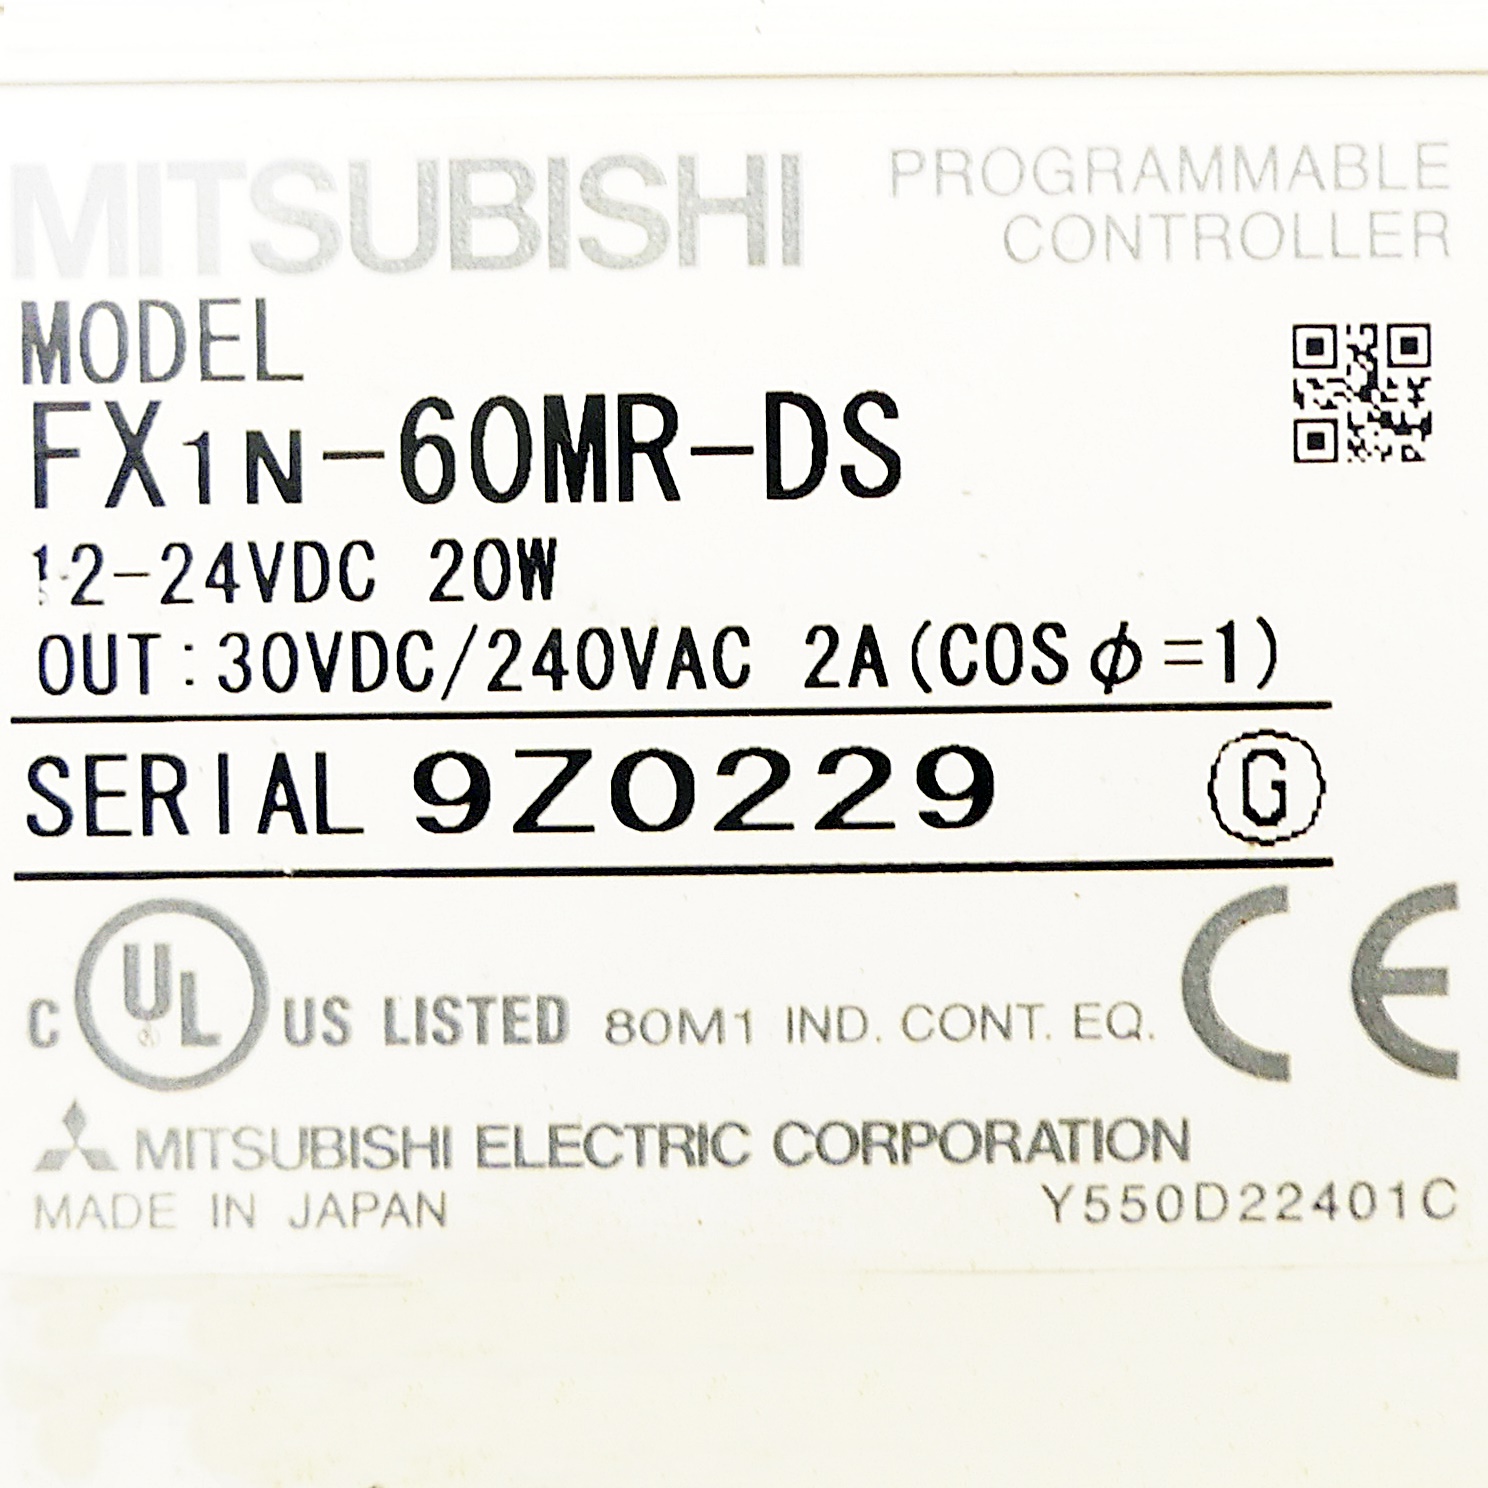 MITSUBISHI
PROGRAMMABLE
CONTROLLER
MODEL
FX1N-60MR-DS
12-24VDC 20W
OUT:30VDC/240VAC 2A(COSφ=1)
SERIAL 9Z0229 G
C UL® US LISTED 80M1 IND. CONT. EQ. CE
MITSUBISHI ELECTRIC CORPORATION
MADE IN JAPAN
Y550D22401C